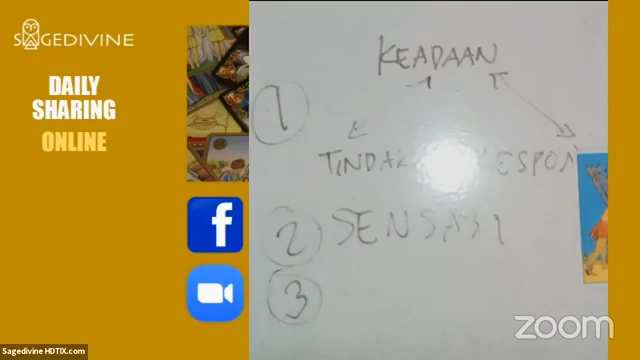 SAGEDIVINE
DAILY
SHARING
ONLINE
KEADAAN
1
2 SENSASI
3
zoom
Sagedivine HDTIX.com